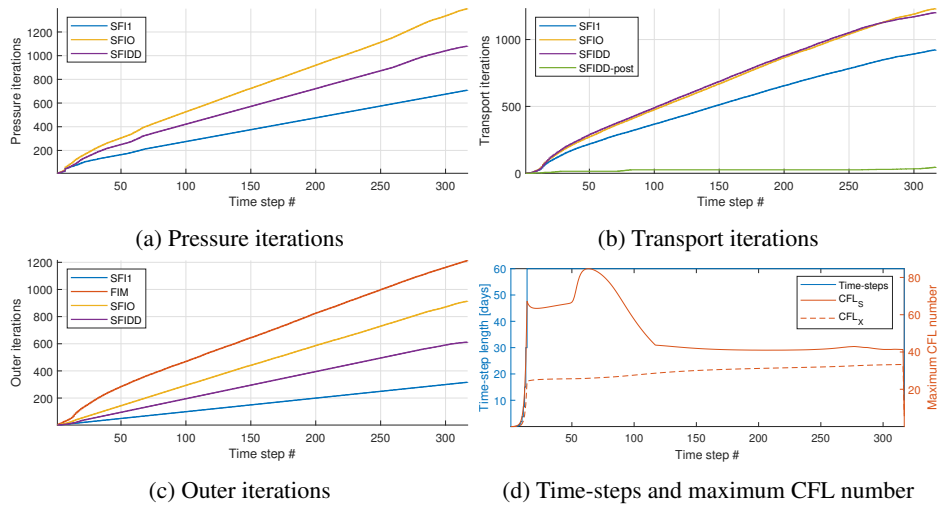 SFI1
SFIO
SFIDD
1200
1000
800
600
400
200
Pressure iterations
50
100
150
200
250
300
Time step #
(a) Pressure iterations
SFI1
SFIO
SFIDD
SFIDD-post
1000
500
0
Transport iterations
50
100
150
200
250
300
Time step #
(b) Transport iterations
SFI1
FIM
SFIO
SFIDD
1200
1000
800
600
400
200
Outer iterations
50
100
150
200
250
300
Time step #
(c) Outer iterations
Time-steps
CFL_S
CFL_X
60
50
40
30
20
10
Time-step length [days]
80
60
40
20
Maximum CFL number
50
100
150
200
250
300
Time step #
(d) Time-steps and maximum CFL number